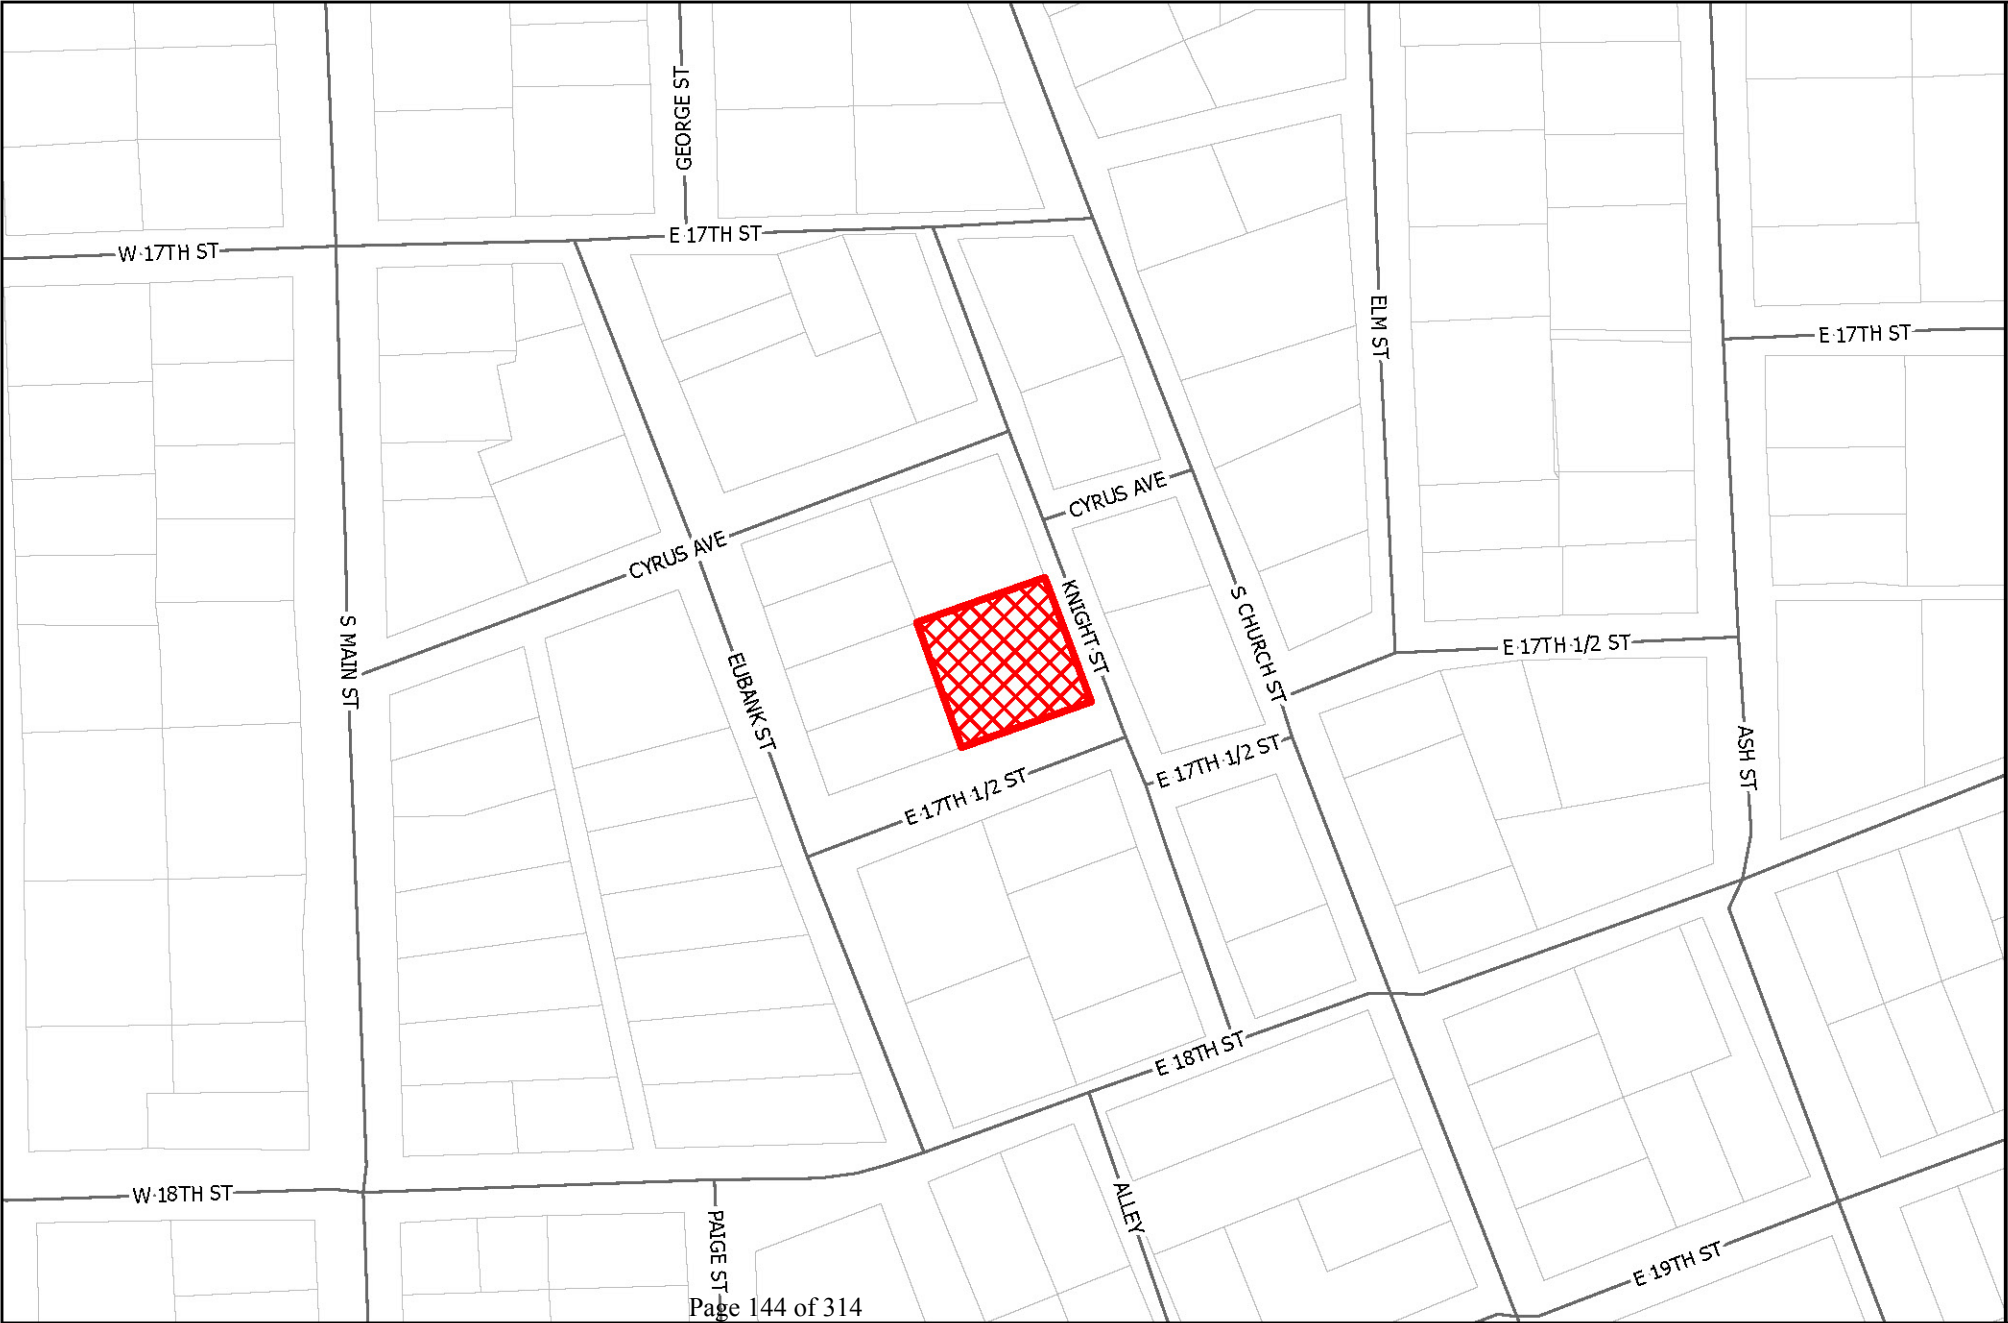 GEORGE ST
W 17TH ST
E 17TH ST
ELM ST
E 17TH ST
CYRUS AVE
CYRUS AVE
S MAIN ST
EUBANK ST
KNIGHT ST
S CHURCH ST
E 17TH 1/2 ST
ASH ST
E 17TH 1/2 ST
E 17TH 1/2 ST
E 18TH ST
W 18TH ST
PAIGE ST
ALLEY
E 19TH ST
Page 144 of 314